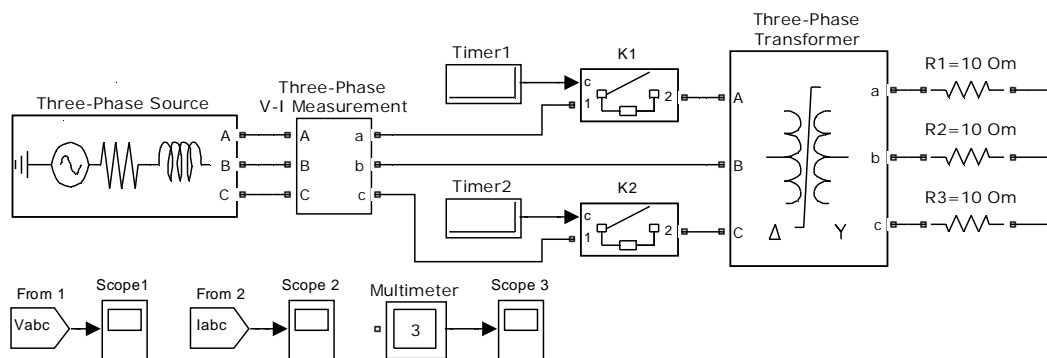 Three-Phase
Transformer
Timer1
K1
R1=10 Om
Three-Phase
V-I Measurement
Three-Phase Source
c
1
2
A
a
A
A
a
B
B
b
B
b
R2=10 Om
C
C
c
Timer2
K2
R3=10 Om
c
1
2
C
c
Δ
Y
From 1
Scope1
From 2
Scope 2
Multimeter
Scope 3
Vabc
Iabc
3